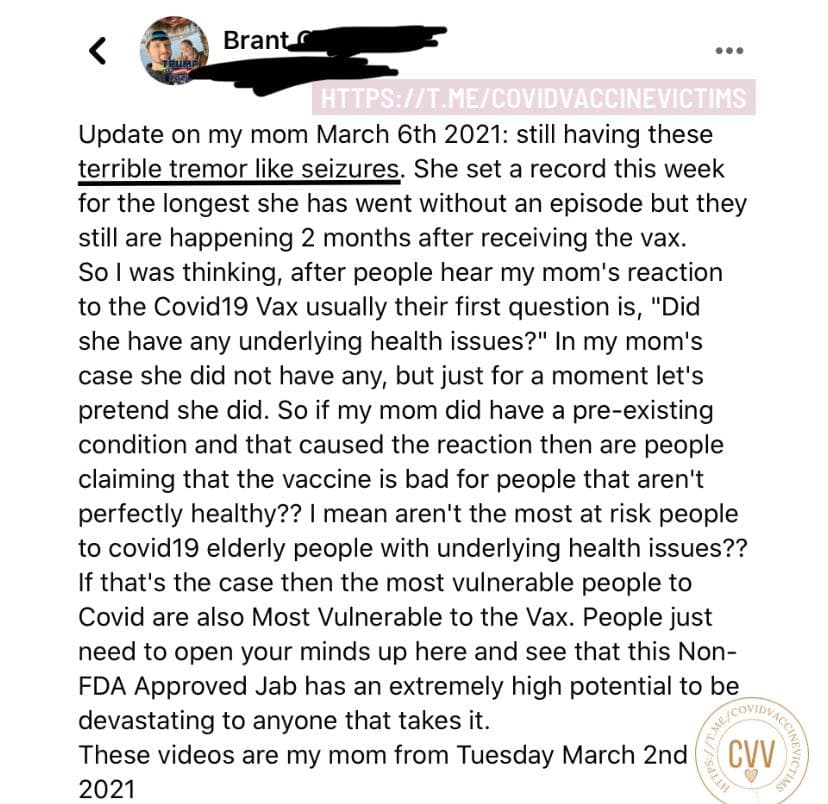 Brant
TRUMP
HTTPS://T.ME/COVIDVACCINEVICTIMS
Update on my mom March 6th 2021: still having these
terrible tremor like seizures. She set a record this week
for the longest she has went without an episode but they
still are happening 2 months after receiving the vax.
So I was thinking, after people hear my mom's reaction
to the Covid19 Vax usually their first question is, "Did
she have any underlying health issues?" In my mom's
case she did not have any, but just for a moment let's
pretend she did. So if my mom did have a pre-existing
condition and that caused the reaction then are people
claiming that the vaccine is bad for people that aren't
perfectly healthy?? I mean aren't the most at risk people
to covid19 elderly people with underlying health issues??
If that's the case then the most vulnerable people to
Covid are also Most Vulnerable to the Vax. People just
need to open your minds up here and see that this Non-
FDA Approved Jab has an extremely high potential to be
devastating to anyone that takes it.
These videos are my mom from Tuesday March 2nd
2021
HTTPS://T.ME/COVIDVACCINEVICTIMS
CVV